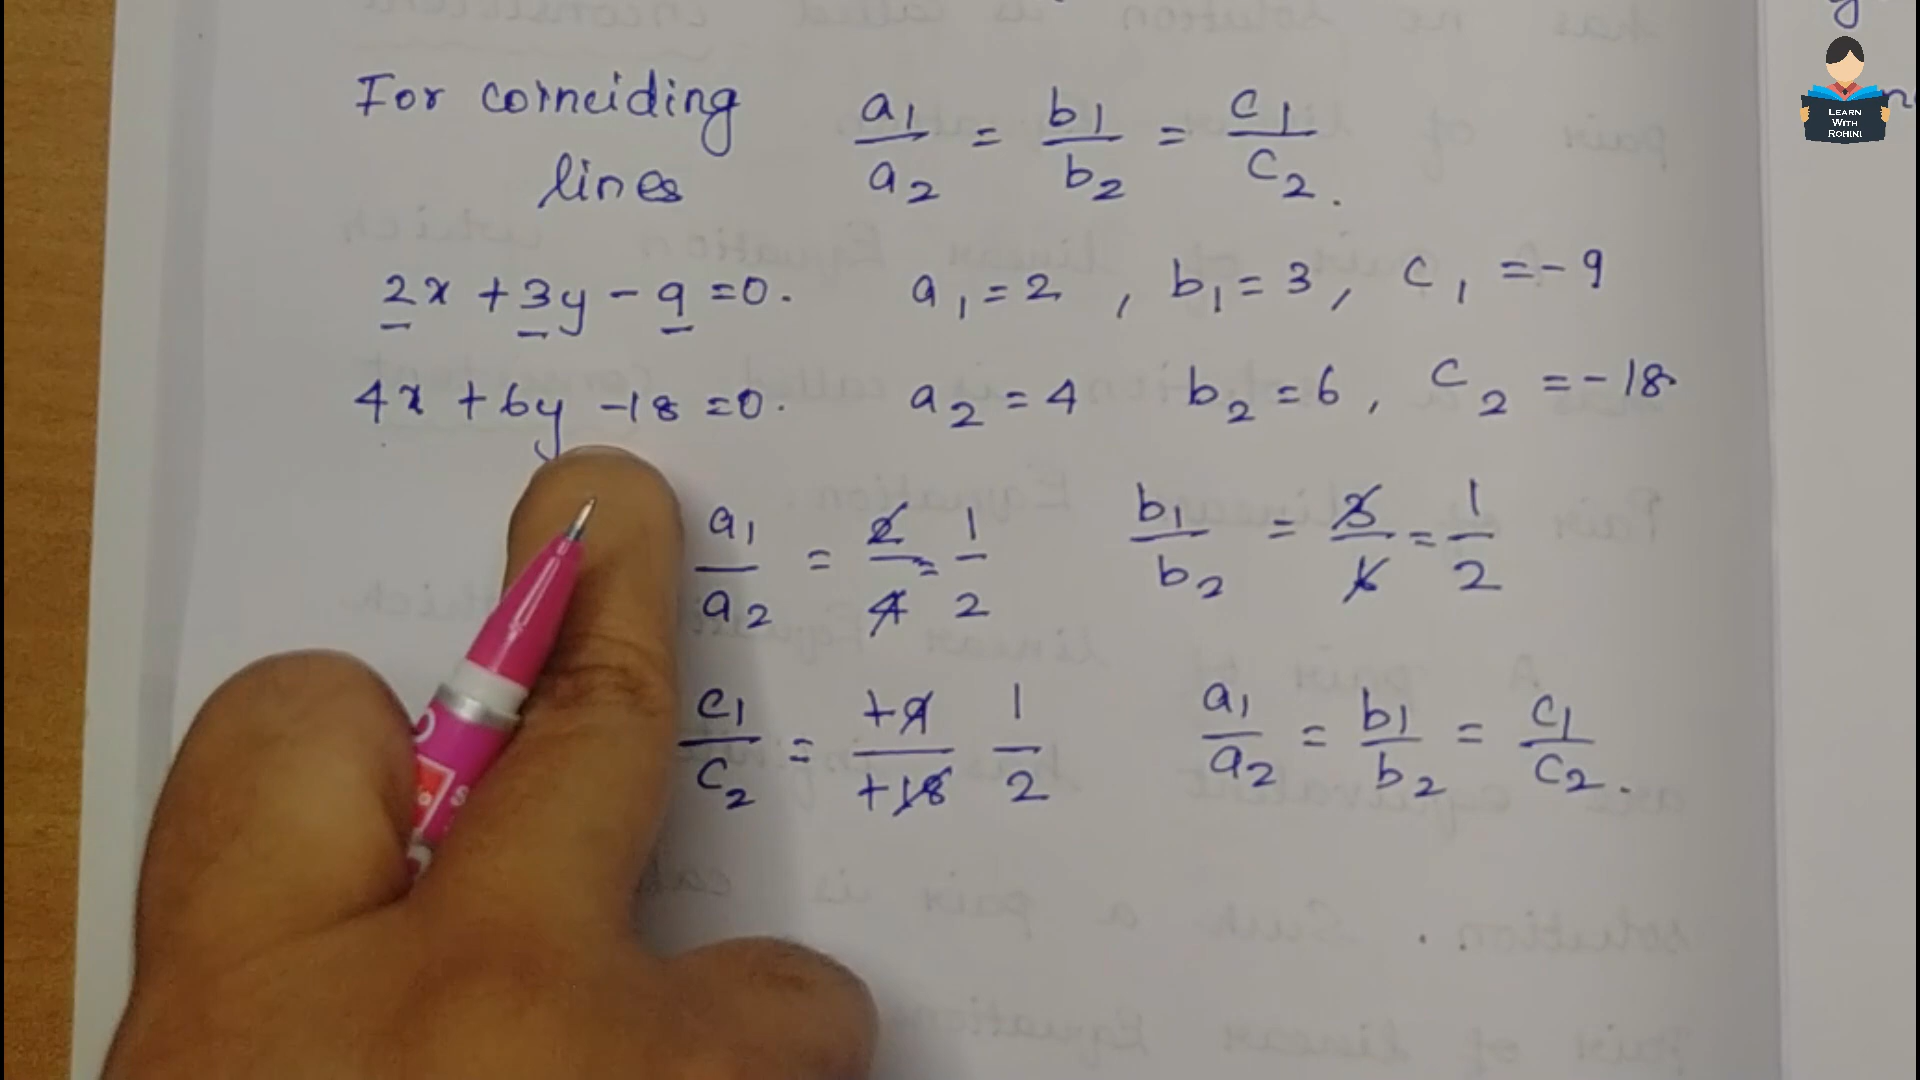 For coinciding a1/a2 = b1/b2 = c1/c2.
lines
2x + 3y - 9 = 0. a1 = 2, b1 = 3, c1 = -9
4x + 6y - 18 = 0. a2 = 4 b2 = 6, c2 = -18
a1/a2 = 2/4 = 1/2 b1/b2 = 3/6 = 1/2
c1/c2 = +9/+18 1/2 a1/a2 = b1/b2 = c1/c2.
LEARN
WITH
ROHINI